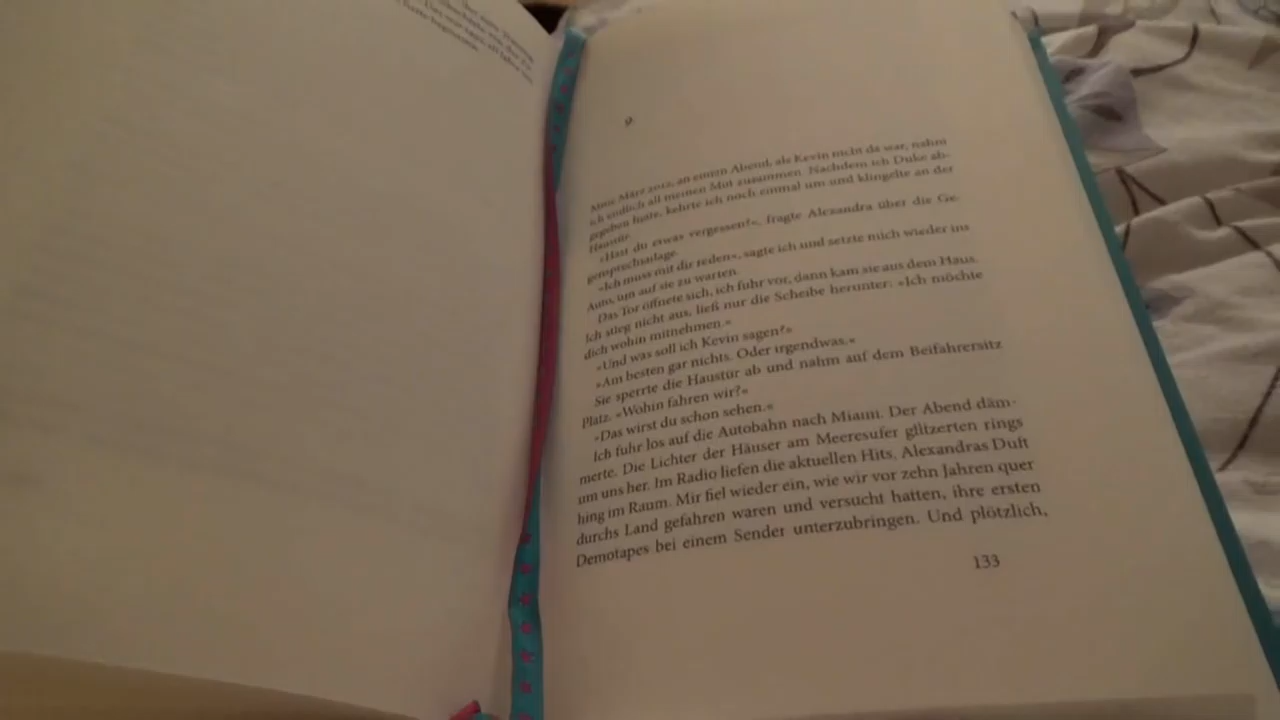 9.
Mitte März 2012, an einem Abend, als Kevin nicht da war, nahm
ich endlich all meinen Mut zusammen. Nachdem ich Duke ab-
gegeben hatte, kehrte ich noch einmal um und klingelte an der
Haustür.
»Hast du etwas vergessen?«, fragte Alexandra über die Ge-
gensprechanlage.
»Ich muss mit dir reden«, sagte ich und setzte mich wieder ins
Auto, um auf sie zu warten.
Das Tor öffnete sich, ich fuhr vor, dann kam sie aus dem Haus.
Ich stieg nicht aus, ließ nur die Scheibe herunter: »Ich möchte
dich wohin mitnehmen.«
»Und was soll ich Kevin sagen?«
»Am besten gar nichts. Oder irgendwas.«
Sie sperrte die Haustür ab und nahm auf dem Beifahrersitz
Platz. »Wohin fahren wir?«
»Das wirst du schon sehen.«
Ich fuhr los auf die Autobahn nach Miami. Der Abend däm-
merte. Die Lichter der Häuser am Meeresufer glitzerten rings
um uns her. Im Radio liefen die aktuellen Hits, Alexandras Duft
hing im Raum. Mir fiel wieder ein, wie wir vor zehn Jahren quer
durchs Land gefahren waren und versucht hatten, ihre ersten
Demotapes bei einem Sender unterzubringen. Und plötzlich,
133